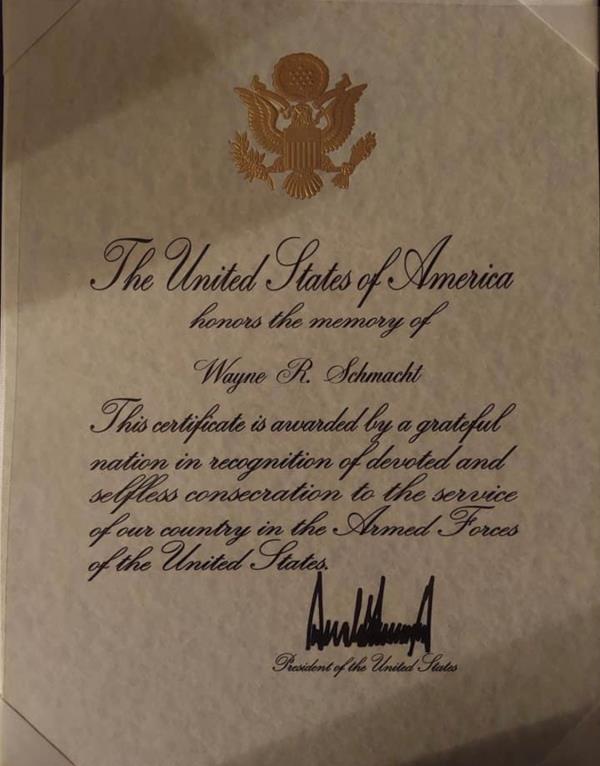 The United States of America
honors the memory of
Wayne R. Schmacht
This certificate is awarded by a grateful
nation in recognition of devoted and
selfless consecration to the service
of our country in the Armed Forces
of the United States.
President of the United States